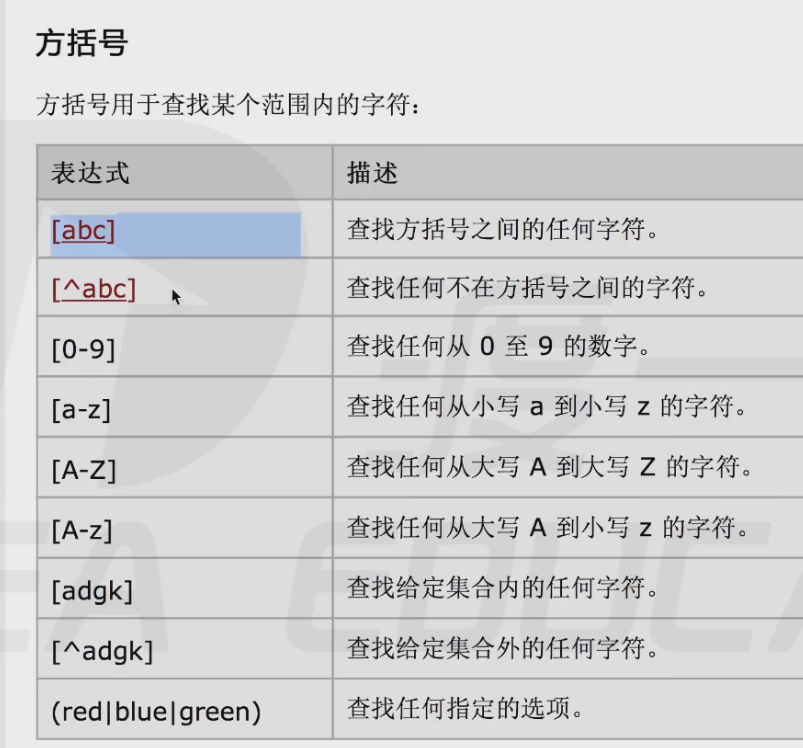 方括号
方括号用于查找某个范围内的字符：
表达式 描述
[abc] 查找方括号之间的任何字符。
[^abc] 查找任何不在方括号之间的字符。
[0-9] 查找任何从 0 至 9 的数字。
[a-z] 查找任何从小写 a 到小写 z 的字符。
[A-Z] 查找任何从大写 A 到大写 Z 的字符。
[A-z] 查找任何从大写 A 到小写 z 的字符。
[adgk] 查找给定集合内的任何字符。
[^adgk] 查找给定集合外的任何字符。
(red|blue|green) 查找任何指定的选项。